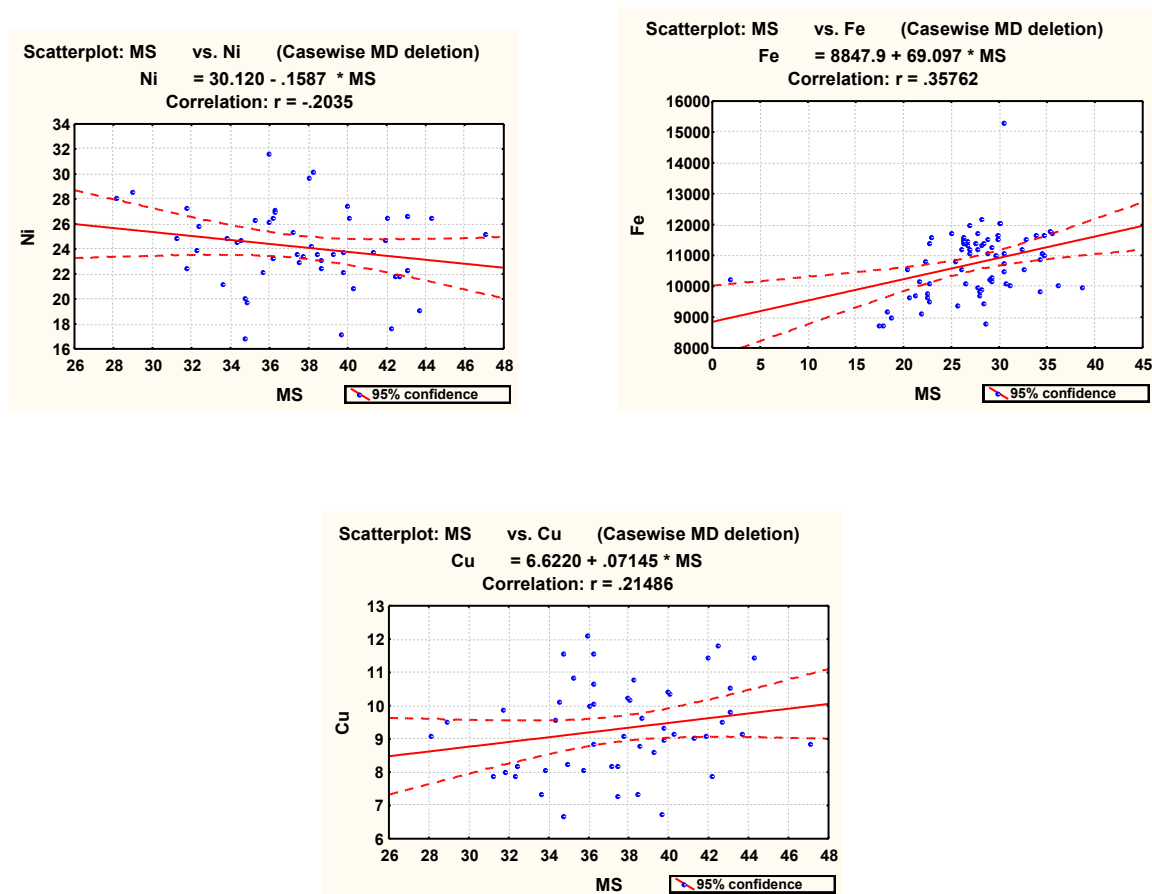 Scatterplot: MS vs. Ni (Casewise MD deletion)
Ni = 30.120 - .1587 * MS
Correlation: r = -.2035
Ni
34
32
30
28
26
24
22
20
18
16
26 28 30 32 34 36 38 40 42 44 46 48
MS
95% confidence
Scatterplot: MS vs. Fe (Casewise MD deletion)
Fe = 8847.9 + 69.097 * MS
Correlation: r = .35762
Fe
16000
15000
14000
13000
12000
11000
10000
9000
8000
0 5 10 15 20 25 30 35 40 45
MS
95% confidence
Scatterplot: MS vs. Cu (Casewise MD deletion)
Cu = 6.6220 + .07145 * MS
Correlation: r = .21486
Cu
13
12
11
10
9
8
7
6
26 28 30 32 34 36 38 40 42 44 46 48
MS
95% confidence